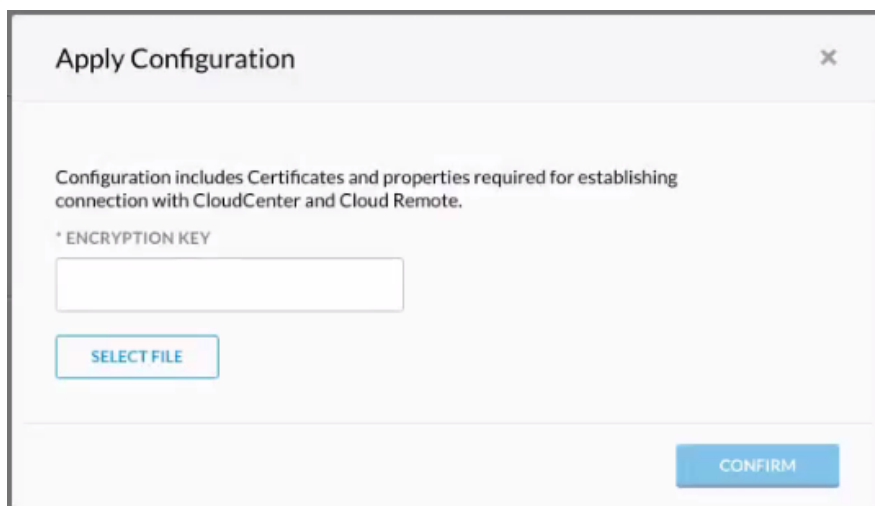 Apply Configuration
Configuration includes Certificates and properties required for establishing
connection with CloudCenter and Cloud Remote.
* ENCRYPTION KEY
SELECT FILE
CONFIRM